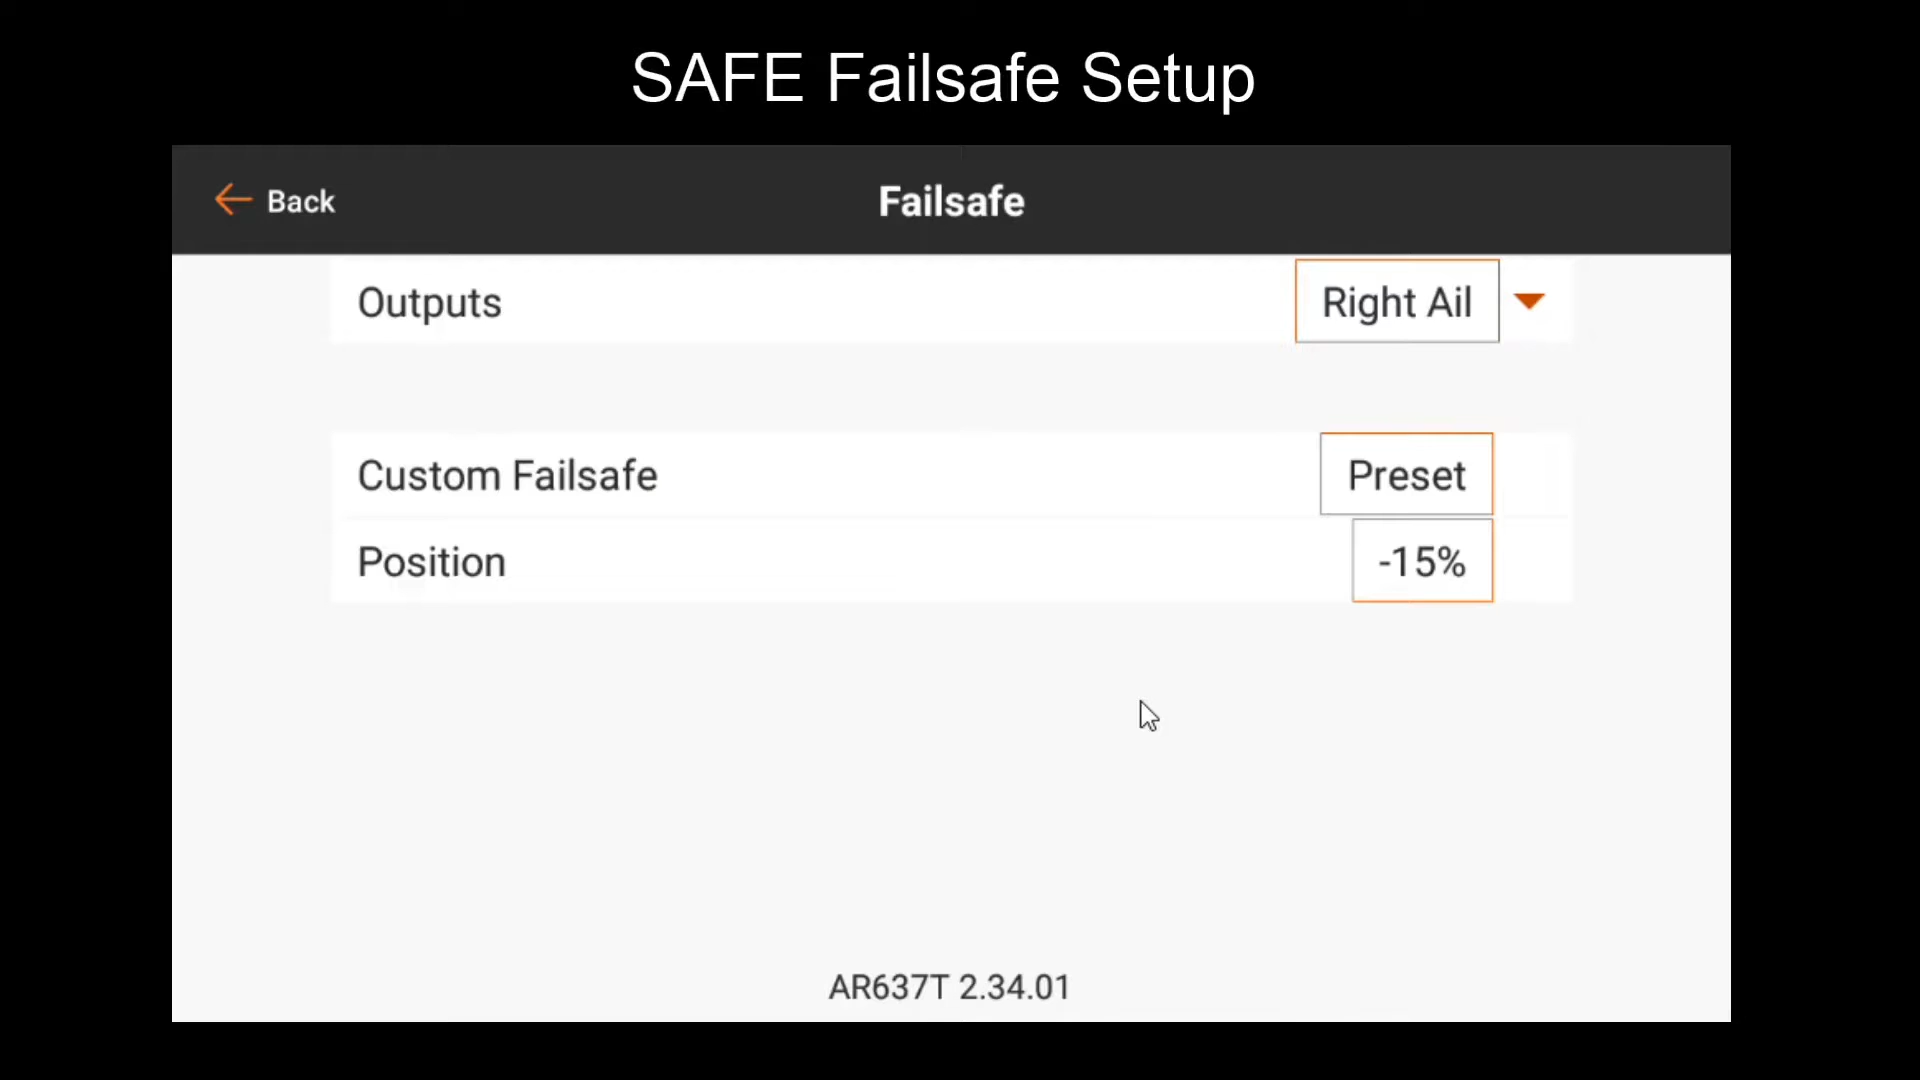 SAFE Failsafe Setup
Back
Failsafe
Outputs
Right Ail
Custom Failsafe
Preset
Position
-15%
AR637T 2.34.01